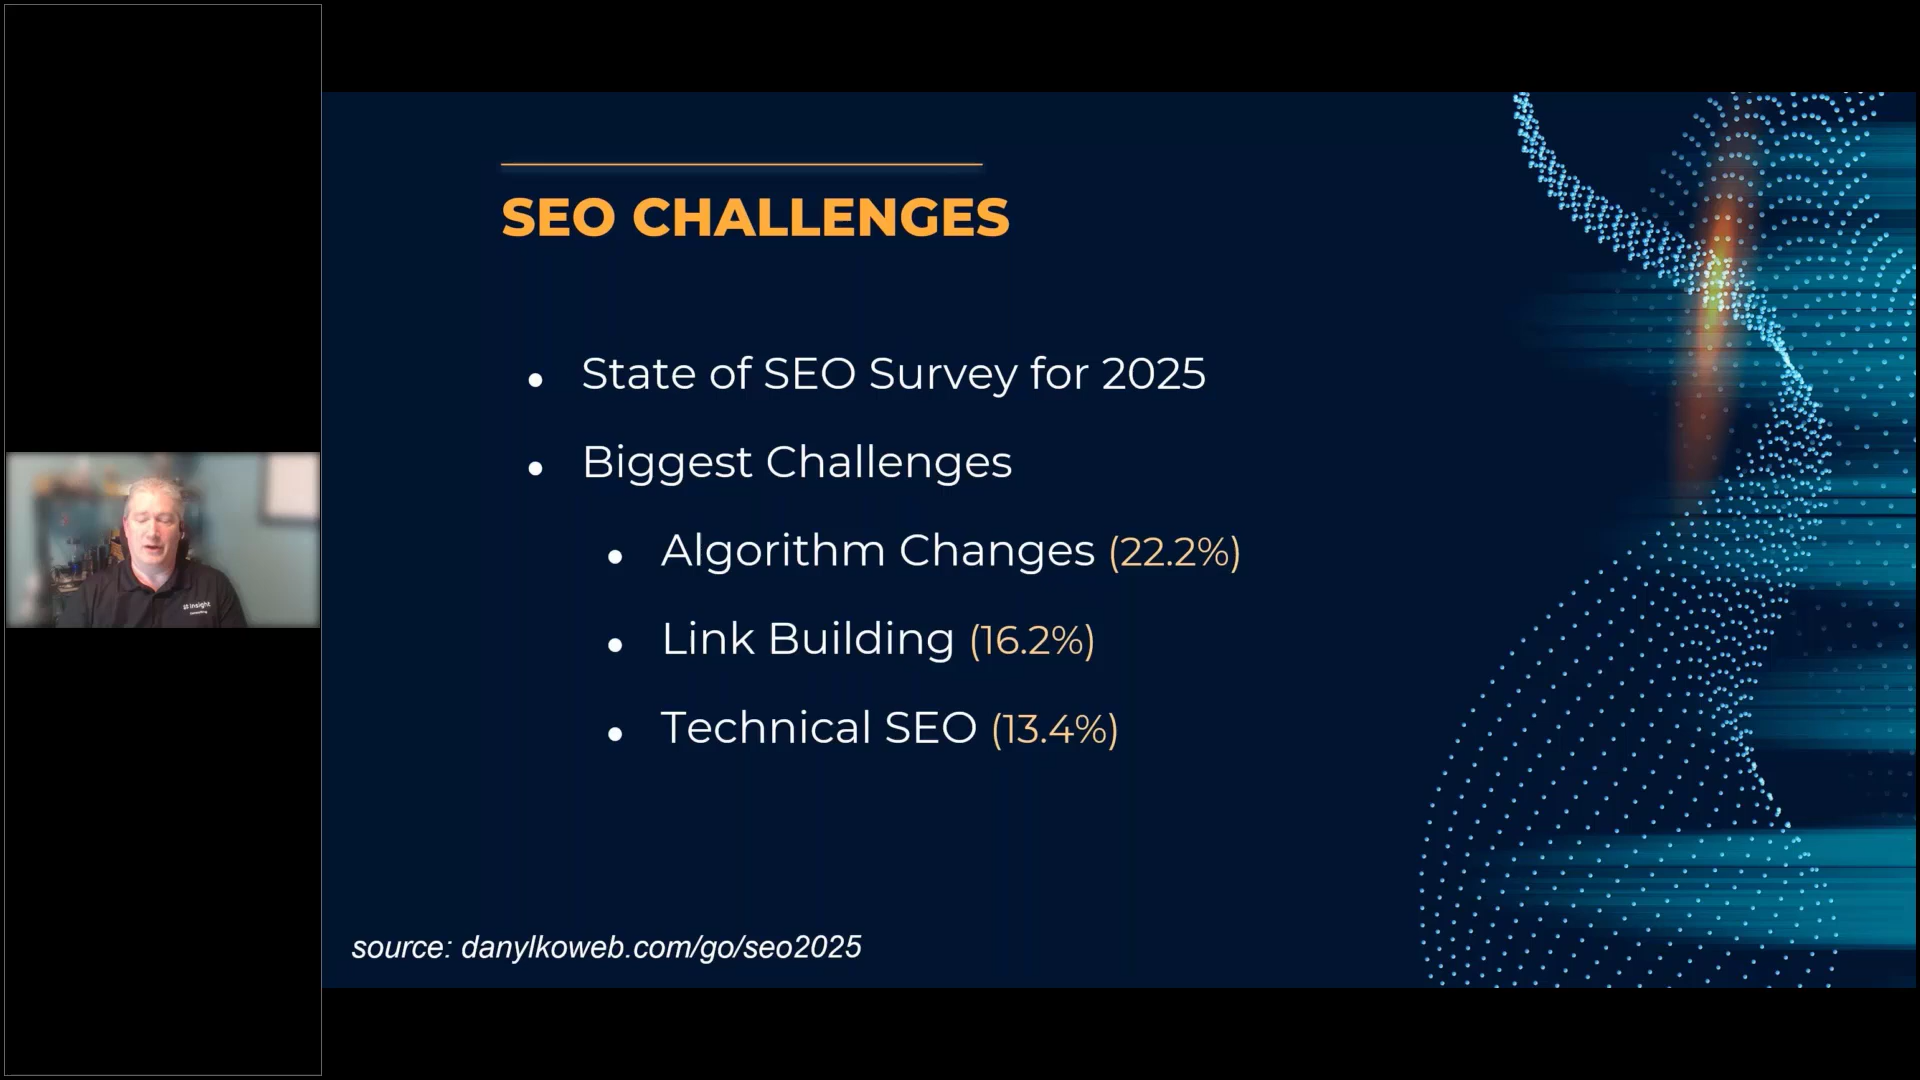 SEO CHALLENGES
State of SEO Survey for 2025
Biggest Challenges
Algorithm Changes (22.2%)
Link Building (16.2%)
Technical SEO (13.4%)
source: danylkoweb.com/go/seo2025
Insight